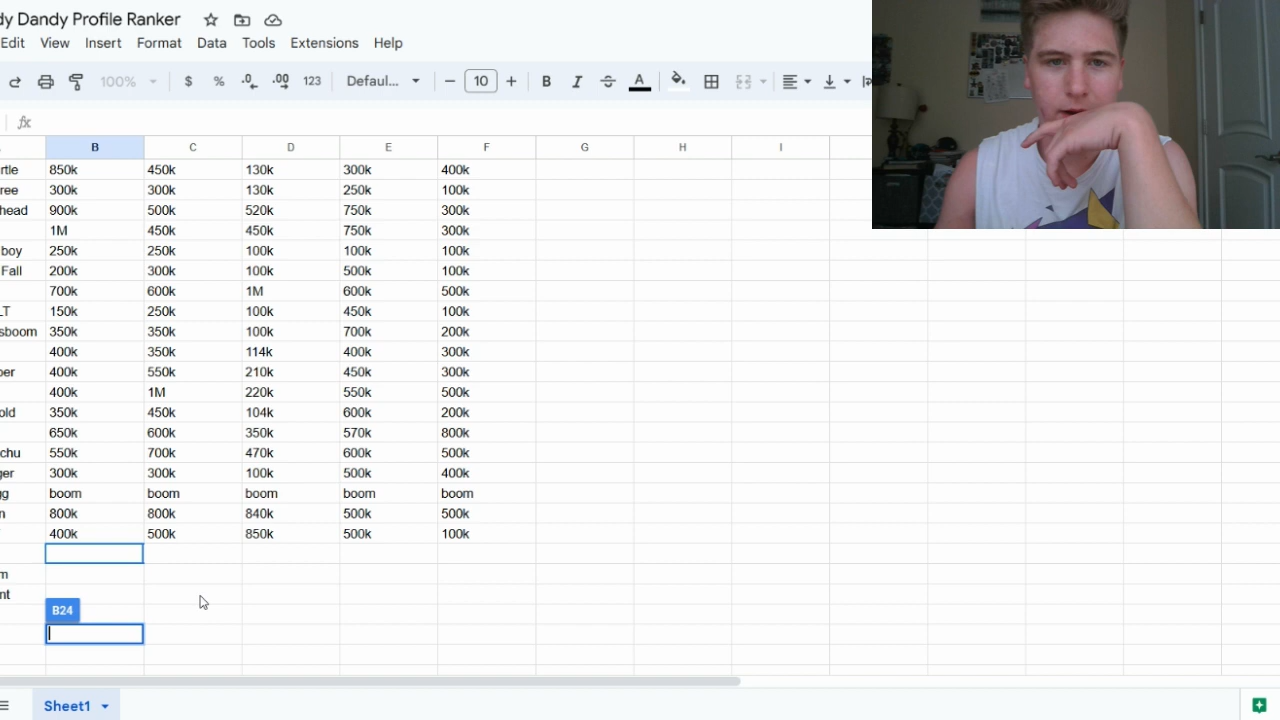 dy Dandy Profile Ranker
Edit View Insert Format Data Tools Extensions Help
100% $ % .0 .00 123 Defaul... − 10 + B I S A
fx
B C D E F G H I
rtle 850k 450k 130k 300k 400k
ree 300k 300k 130k 250k 100k
head 900k 500k 520k 750k 300k
1M 450k 450k 750k 300k
boy 250k 250k 100k 100k 100k
Fall 200k 300k 100k 500k 100k
700k 600k 1M 600k 500k
LT 150k 250k 100k 450k 100k
sboom 350k 350k 100k 700k 200k
400k 350k 114k 400k 300k
per 400k 550k 210k 450k 300k
400k 1M 220k 550k 500k
old 350k 450k 104k 600k 200k
650k 600k 350k 570k 800k
chu 550k 700k 470k 600k 500k
ger 300k 300k 100k 500k 400k
gg boom boom boom boom boom
n 800k 800k 840k 500k 500k
400k 500k 850k 500k 100k
m
nt
B24
Sheet1